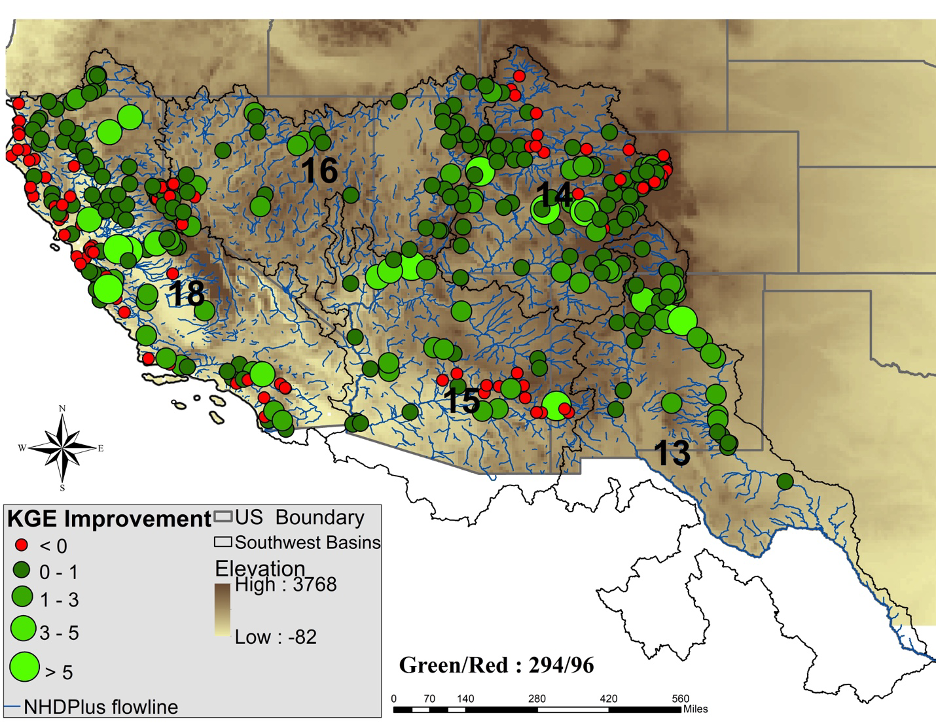 16
14
18
15
13
N
W E
S
KGE Improvement
< 0
0 - 1
1 - 3
3 - 5
> 5
NHDPlus flowline
US Boundary
Southwest Basins
Elevation
High : 3768
Low : -82
Green/Red : 294/96
0 70 140 280 420 560
Miles